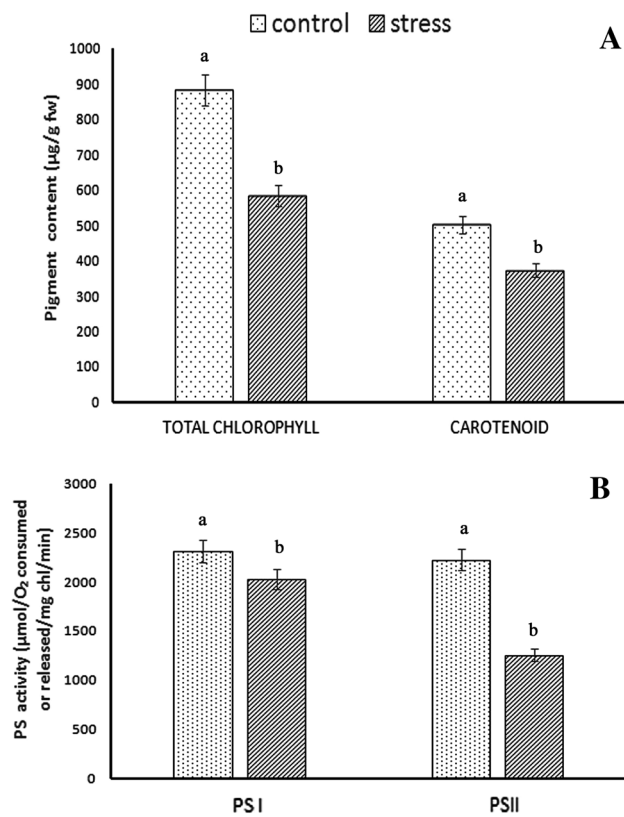 control stress
A
Pigment content (µg/g fw)
1000
900
800
700
600
500
400
300
200
100
0
a
b
a
b
TOTAL CHLOROPHYLL CAROTENOID
B
PS activity (µmol/O₂ consumed
or released/mg chl/min)
3000
2500
2000
1500
1000
500
0
a
b
a
b
PS I PSII